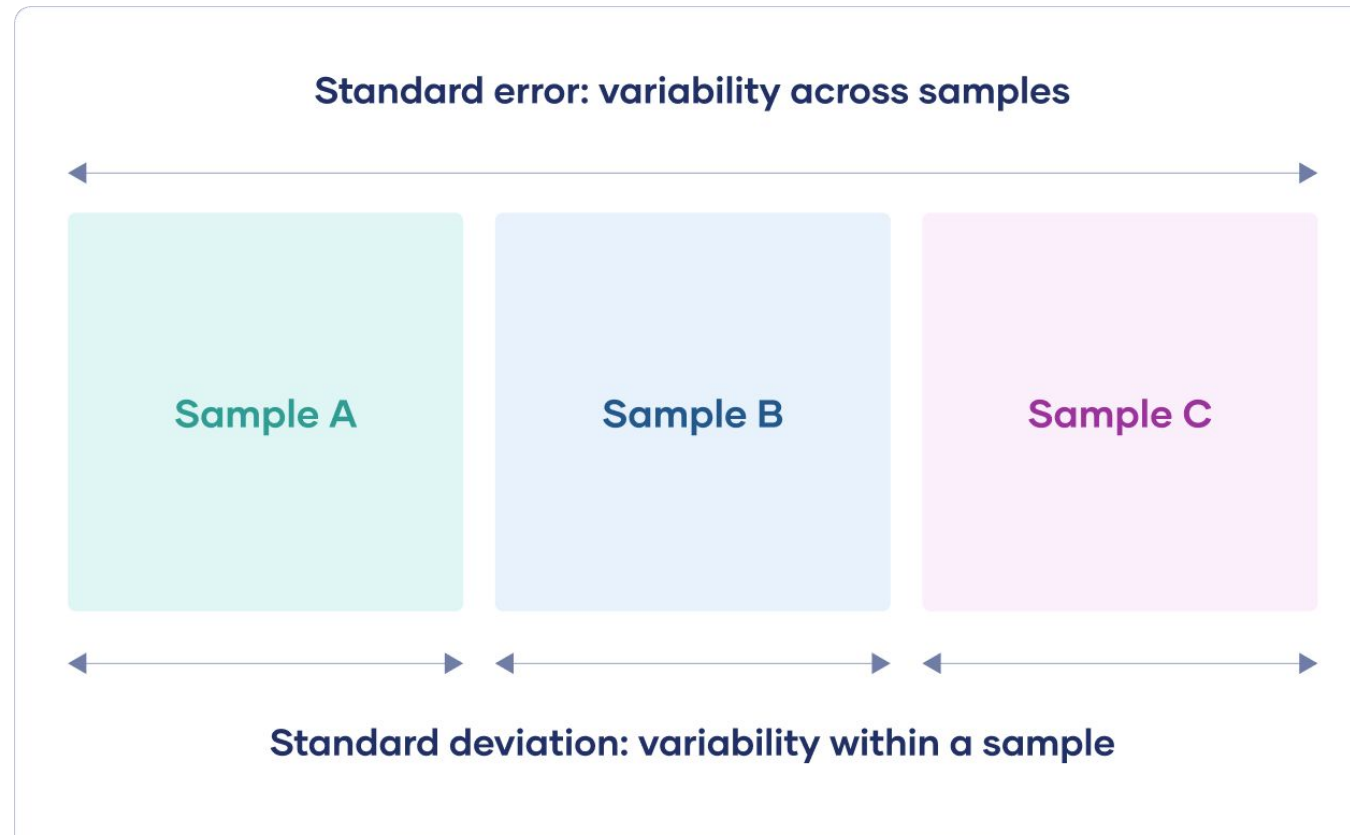 Standard error: variability across samples
Sample A
Sample B
Sample C
Standard deviation: variability within a sample